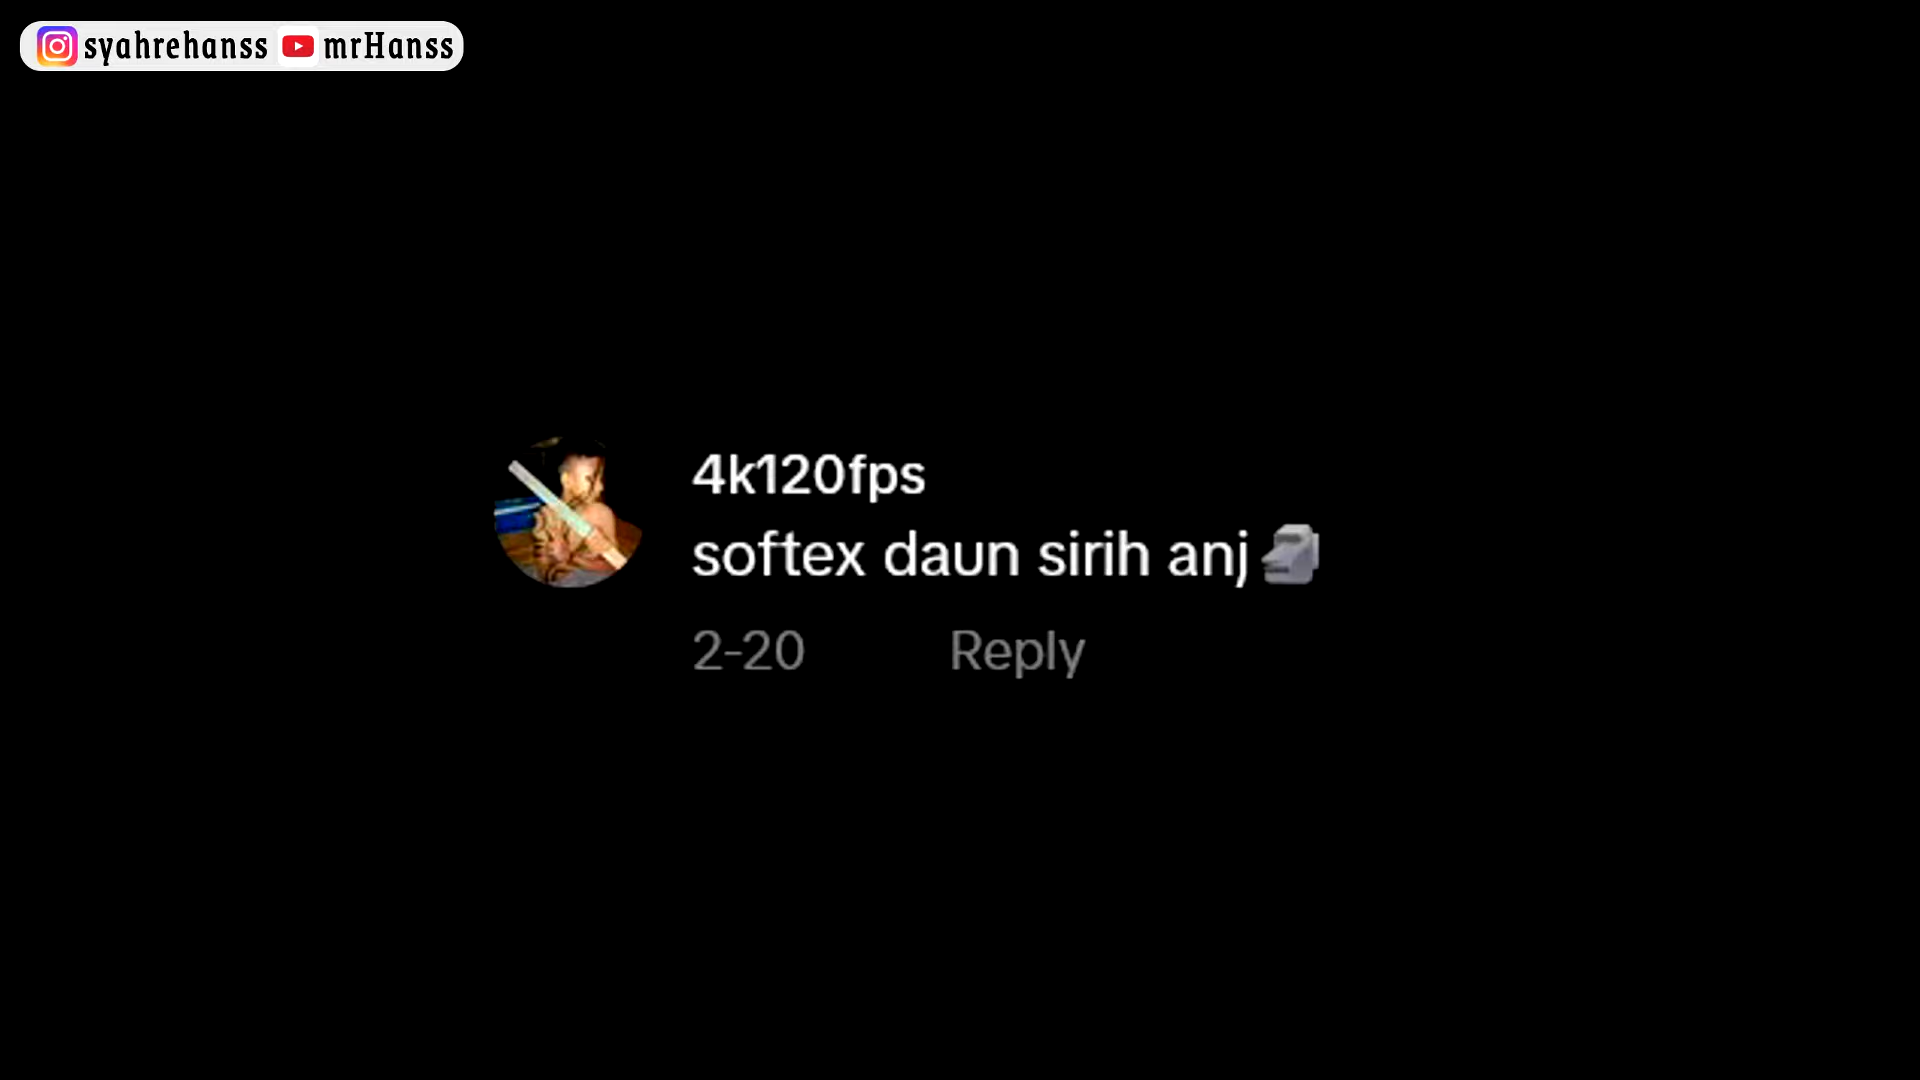 syahrehanss mrHanss
4k120fps
softex daun sirih anj🗿
2-20 Reply